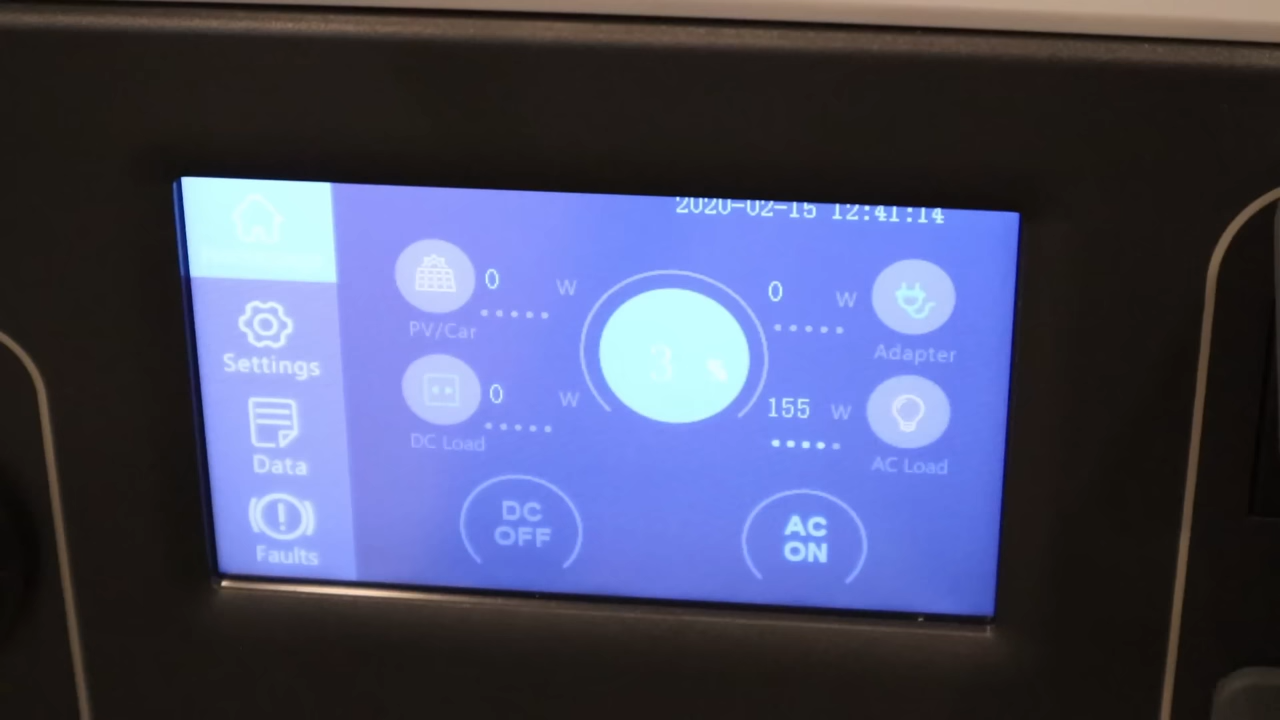 2020-02-15 12:41:14
0 W
PV/Car
0 W
DC Load
3 %
0 W
Adapter
155 W
AC Load
DC
OFF
AC
ON
Settings
Data
Faults